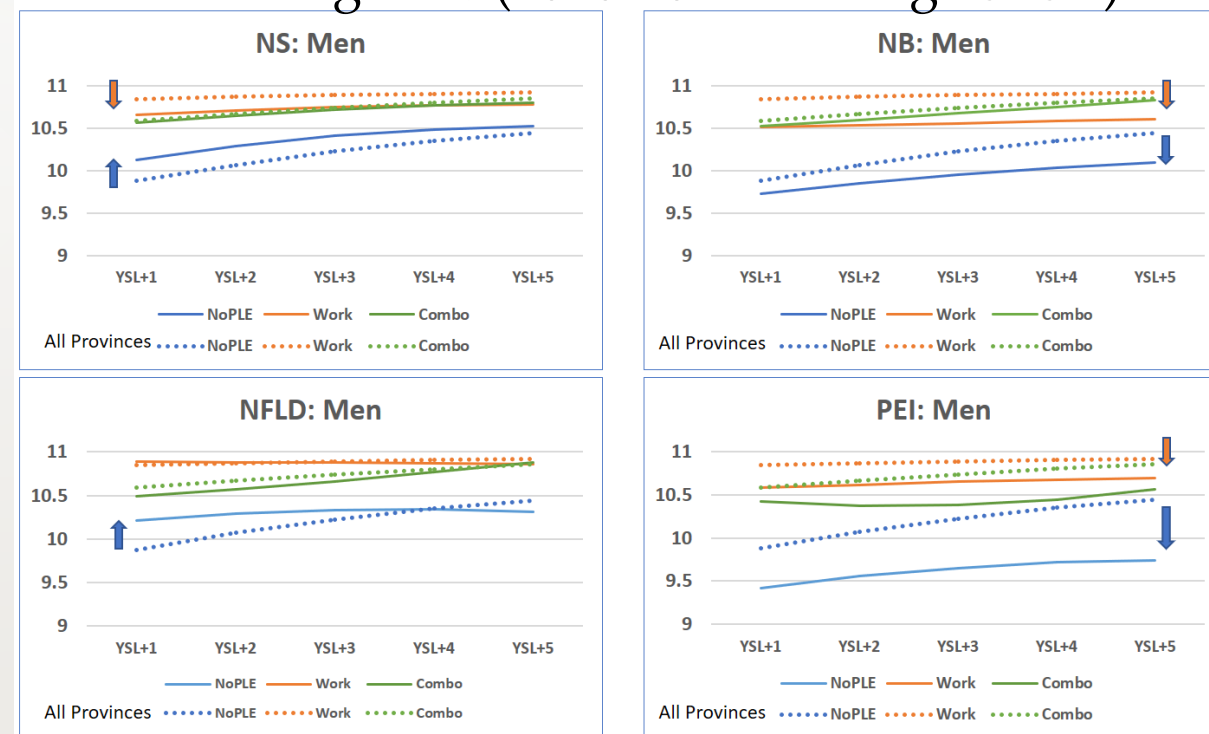 NS: Men
11
10.5
10
9.5
9
YSL+1 YSL+2 YSL+3 YSL+4 YSL+5
NoPLE Work Combo
All Provinces NoPLE Work Combo
NB: Men
11
10.5
10
9.5
9
YSL+1 YSL+2 YSL+3 YSL+4 YSL+5
NoPLE Work Combo
All Provinces NoPLE Work Combo
NFLD: Men
11
10.5
10
9.5
9
YSL+1 YSL+2 YSL+3 YSL+4 YSL+5
NoPLE Work Combo
All Provinces NoPLE Work Combo
PEI: Men
11
10.5
10
9.5
9
YSL+1 YSL+2 YSL+3 YSL+4 YSL+5
NoPLE Work Combo
All Provinces NoPLE Work Combo